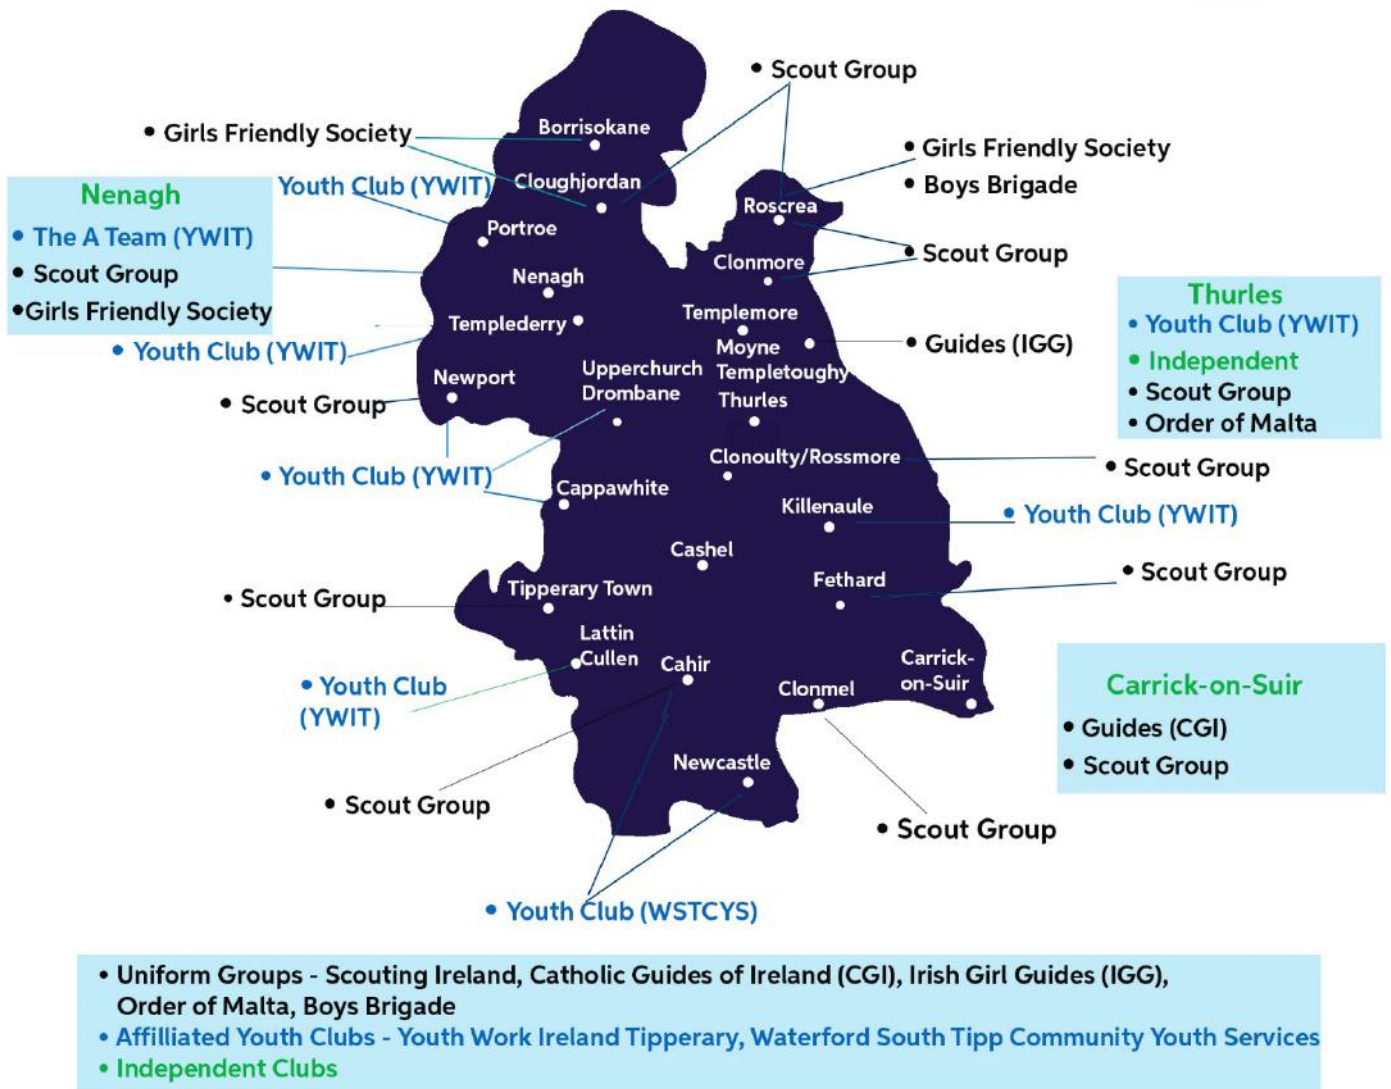 • Scout Group
Borrisokane
• Girls Friendly Society
• Girls Friendly Society
• Boys Brigade
Youth Club (YWIT)
Cloughjordan
Nenagh
• The A Team (YWIT)
• Scout Group
•Girls Friendly Society
Roscrea
Portroe
• Scout Group
Clonmore
Nenagh
Thurles
• Youth Club (YWIT)
• Independent
• Scout Group
• Order of Malta
Templemore
Templederry
• Youth Club (YWIT)
Moyne
Templetoughy
• Guides (IGG)
Upperchurch
Drombane
Newport
• Scout Group
Thurles
Clonoulty/Rossmore
• Scout Group
• Youth Club (YWIT)
Cappawhite
Killenaule
• Youth Club (YWIT)
Cashel
Fethard
• Scout Group
Tipperary Town
• Scout Group
Lattin
Cullen
Cahir
Carrick-
on-Suir
Clonmel
Carrick-on-Suir
• Guides (CGI)
• Scout Group
• Youth Club
(YWIT)
Newcastle
• Scout Group
• Scout Group
• Youth Club (WSTCYS)
• Uniform Groups - Scouting Ireland, Catholic Guides of Ireland (CGI), Irish Girl Guides (IGG),
Order of Malta, Boys Brigade
• Affilliated Youth Clubs - Youth Work Ireland Tipperary, Waterford South Tipp Community Youth Services
• Independent Clubs